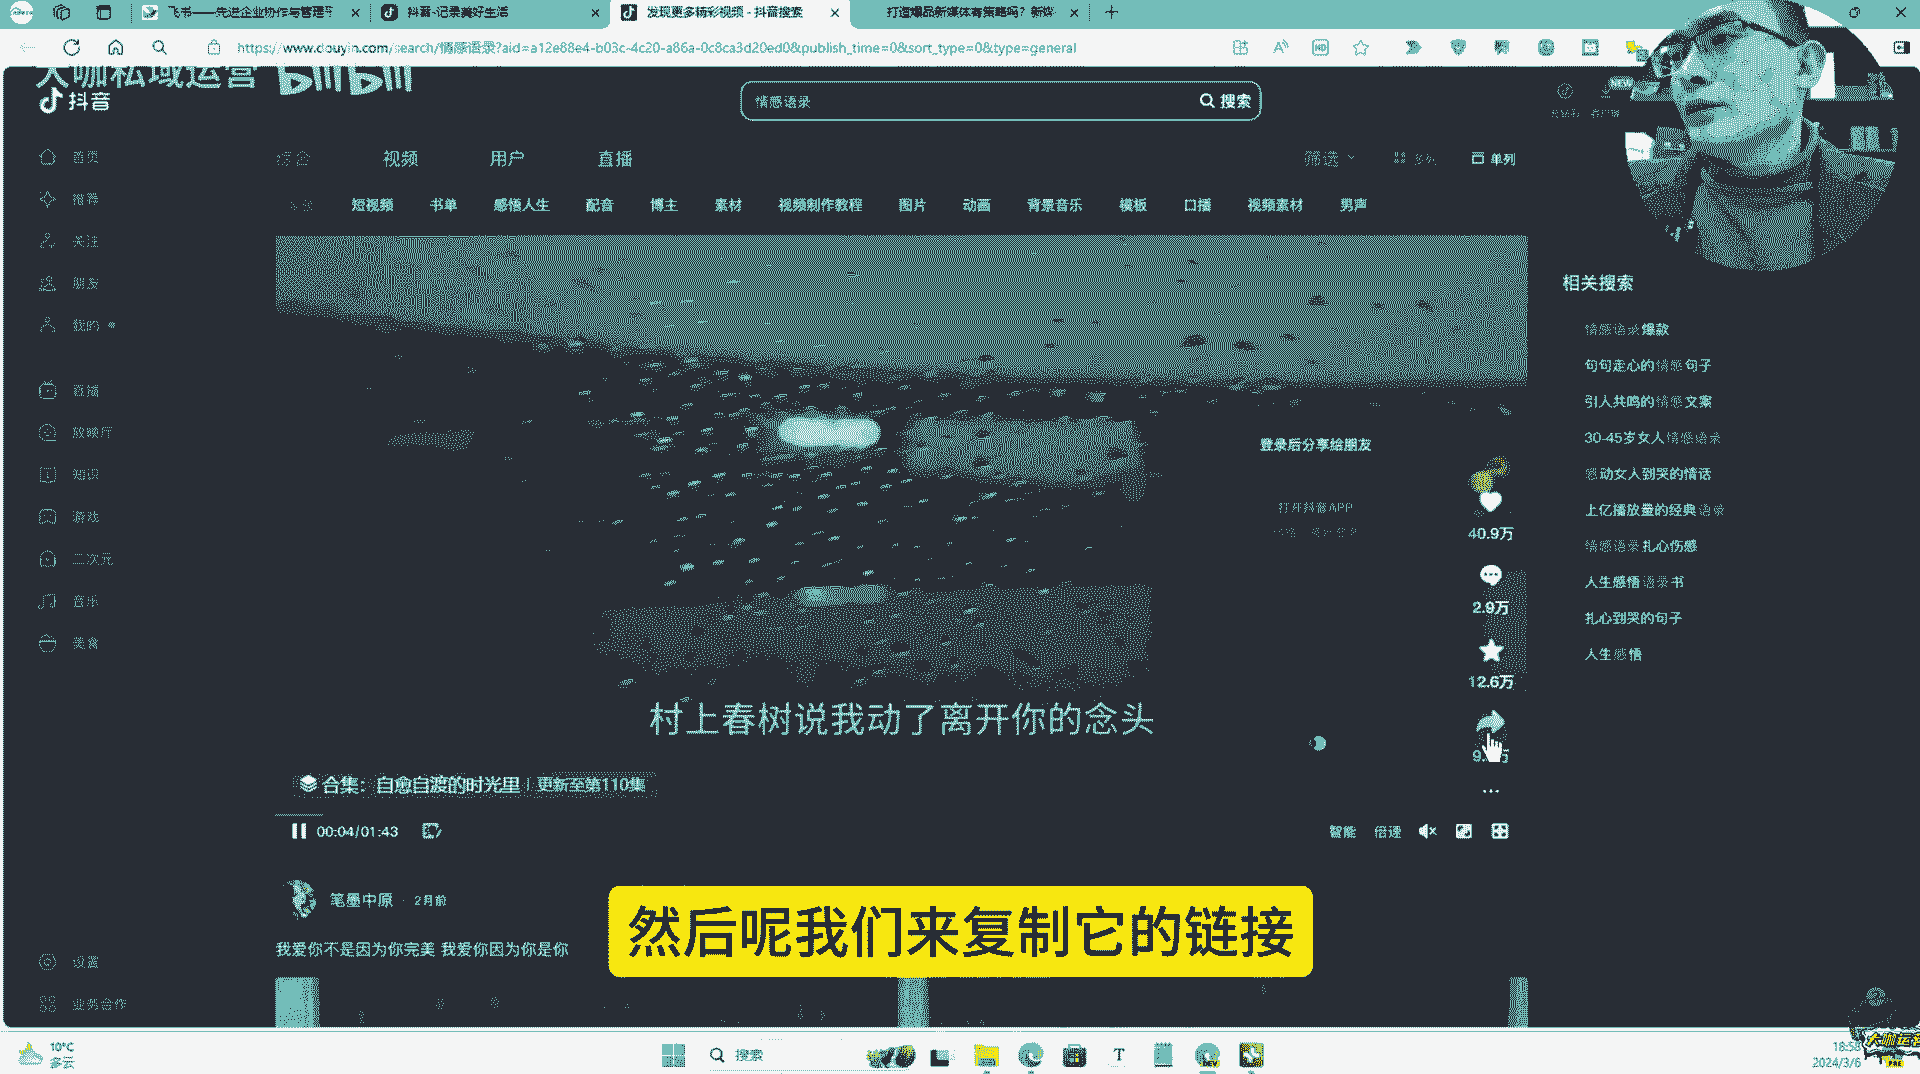 飞书——先进企业协作与管理平
抖音-记录美好生活
发现更多精彩视频 - 抖音搜索
打造爆品新媒体有策略吗？新媒
https://www.douyin.com/search/情感语录?aid=a12e88e4-b03c-4c20-a86a-0c8ca3d20ed0&publish_time=0&sort_type=0&type=general
大咖私域运营 bilibili
抖音
情感语录
搜索
NEW
客户端
首页
推荐
关注
朋友
我的
直播
放映厅
知识
游戏
二次元
音乐
美食
设置
业务合作
综合 视频 用户 直播
筛选 多列 单列
短视频 书单 感悟人生 配音 博主 素材 视频制作教程 图片 动画 背景音乐 模板 口播 视频素材 男声
登录后分享给朋友
打开抖音APP
40.9万
2.9万
12.6万
村上春树说我动了离开你的念头
合集：自愈自渡的时光里 | 更新至第110集
00:04/01:43
智能 倍速
笔墨中原 · 2月前
我爱你不是因为你完美 我爱你因为你是你
然后呢我们来复制它的链接
相关搜索
情感语录爆款
句句走心的情感句子
引人共鸣的情感文案
30-45岁女人情感语录
感动女人到哭的情话
上亿播放量的经典语录
情感语录扎心伤感
人生感悟语录书
扎心到哭的句子
人生感悟
10°C
多云
搜索
18:58
2024/3/6
大咖运营